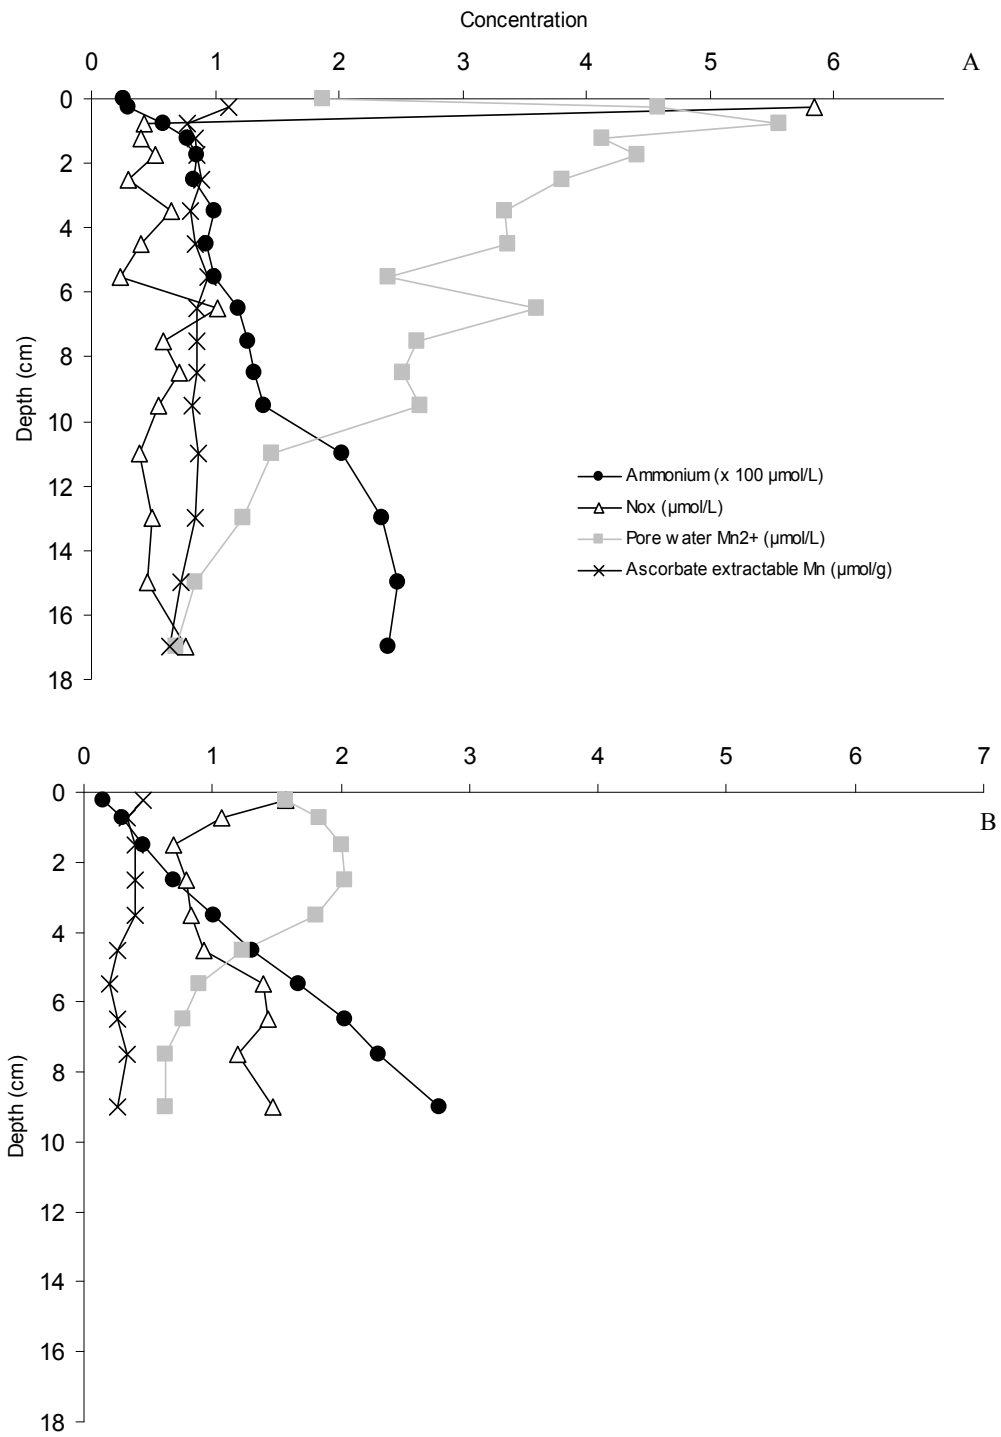 Concentration
0 1 2 3 4 5 6 A
0
2
4
6
8
10
12
14
16
18
Depth (cm)
Ammonium (x 100 µmol/L)
Nox (µmol/L)
Pore water Mn2+ (µmol/L)
Ascorbate extractable Mn (µmol/g)
0 1 2 3 4 5 6 7
B
0
2
4
6
8
10
12
14
16
18
Depth (cm)